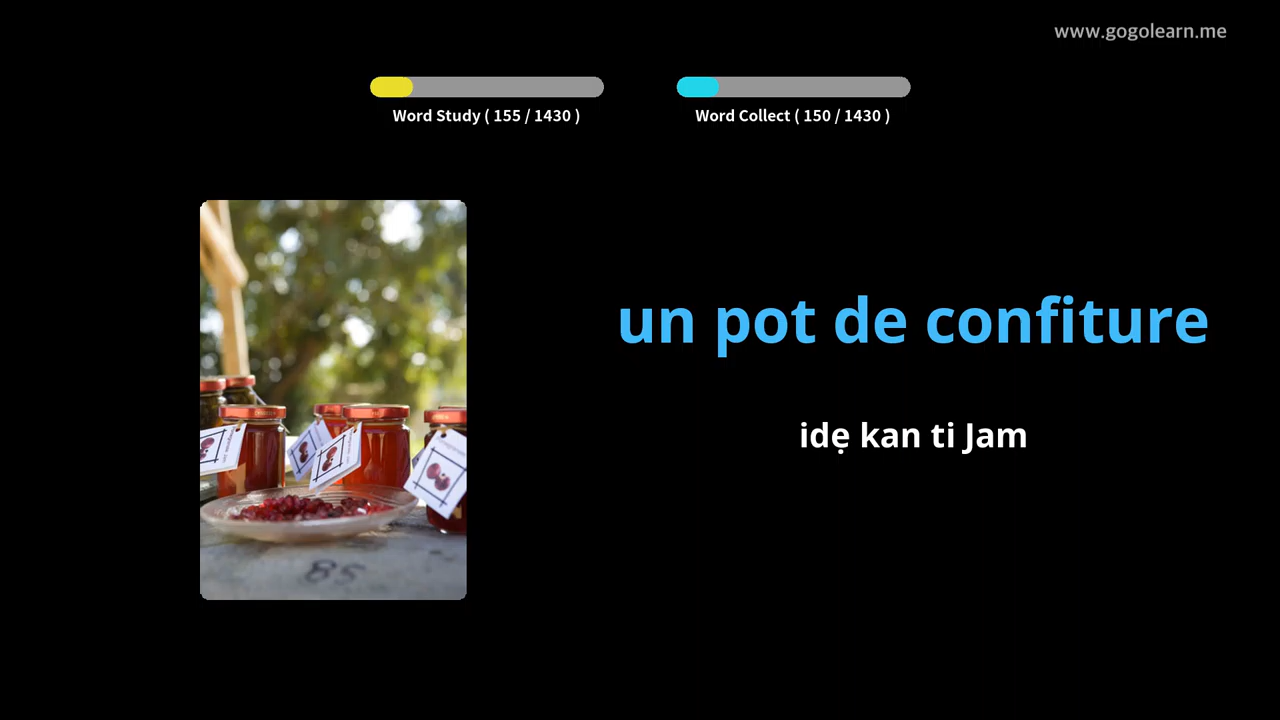 www.gogolearn.me
Word Study ( 155 / 1430 )
Word Collect ( 150 / 1430 )
un pot de confiture
idẹ kan ti Jam
85